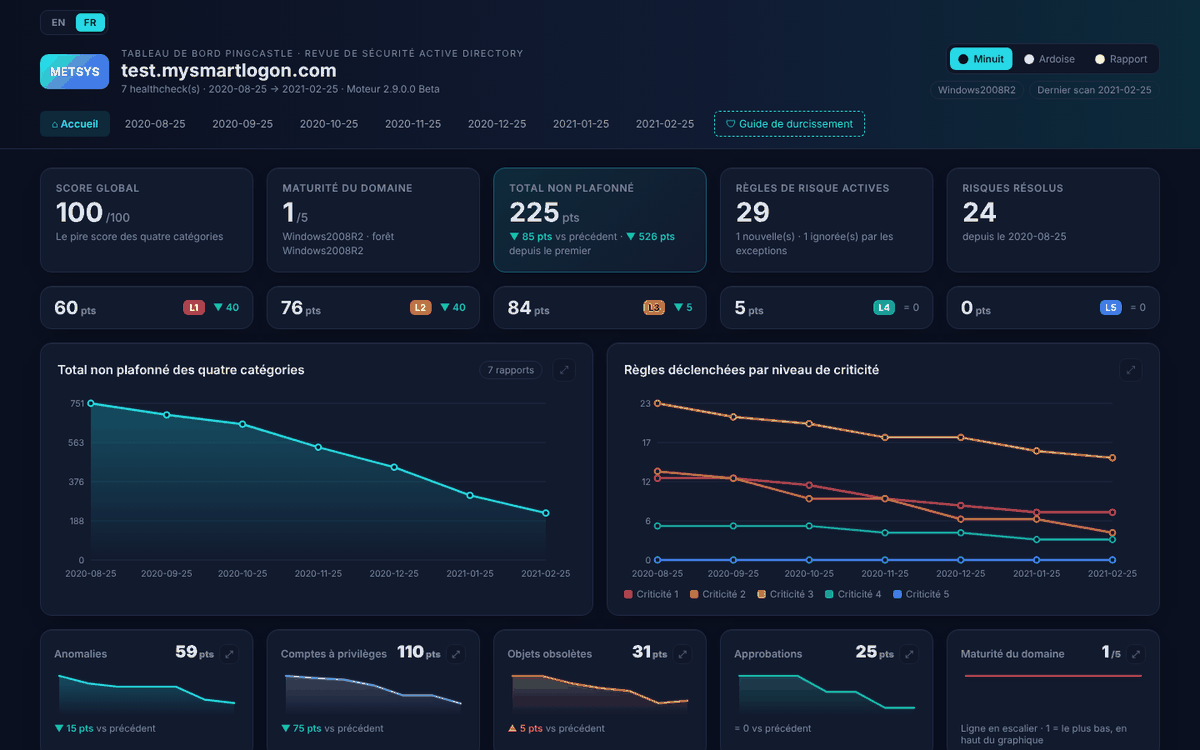 EN FR
METSYS
TABLEAU DE BORD PINGCASTLE · REVUE DE SÉCURITÉ ACTIVE DIRECTORY
test.mysmartlogon.com
7 healthcheck(s) · 2020-08-25 → 2021-02-25 · Moteur 2.9.0.0 Beta
Minuit Ardoise Rapport
Windows2008R2 Dernier scan 2021-02-25
⌂ Accueil 2020-08-25 2020-09-25 2020-10-25 2020-11-25 2020-12-25 2021-01-25 2021-02-25 Guide de durcissement
SCORE GLOBAL
100 /100
Le pire score des quatre catégories
MATURITÉ DU DOMAINE
1 /5
Windows2008R2 · forêt
Windows2008R2
TOTAL NON PLAFONNÉ
225 pts
▼ 85 pts vs précédent · ▼ 526 pts
depuis le premier
RÈGLES DE RISQUE ACTIVES
29
1 nouvelle(s) · 1 ignorée(s) par les
exceptions
RISQUES RÉSOLUS
24
depuis le 2020-08-25
60 pts L1 ▼ 40
76 pts L2 ▼ 40
84 pts L3 ▼ 5
5 pts L4 = 0
0 pts L5 = 0
Total non plafonné des quatre catégories
7 rapports
751
563
376
188
0
2020-08-25 2020-09-25 2020-10-25 2020-11-25 2020-12-25 2021-01-25 2021-02-25
Règles déclenchées par niveau de criticité
23
17
12
6
0
2020-08-25 2020-09-25 2020-10-25 2020-11-25 2020-12-25 2021-01-25 2021-02-25
Criticité 1 Criticité 2 Criticité 3 Criticité 4 Criticité 5
Anomalies 59 pts
▼ 15 pts vs précédent
Comptes à privilèges 110 pts
▼ 75 pts vs précédent
Objets obsolètes 31 pts
▲ 5 pts vs précédent
Approbations 25 pts
= 0 vs précédent
Maturité du domaine 1 /5
Ligne en escalier · 1 = le plus bas, en
haut du graphique